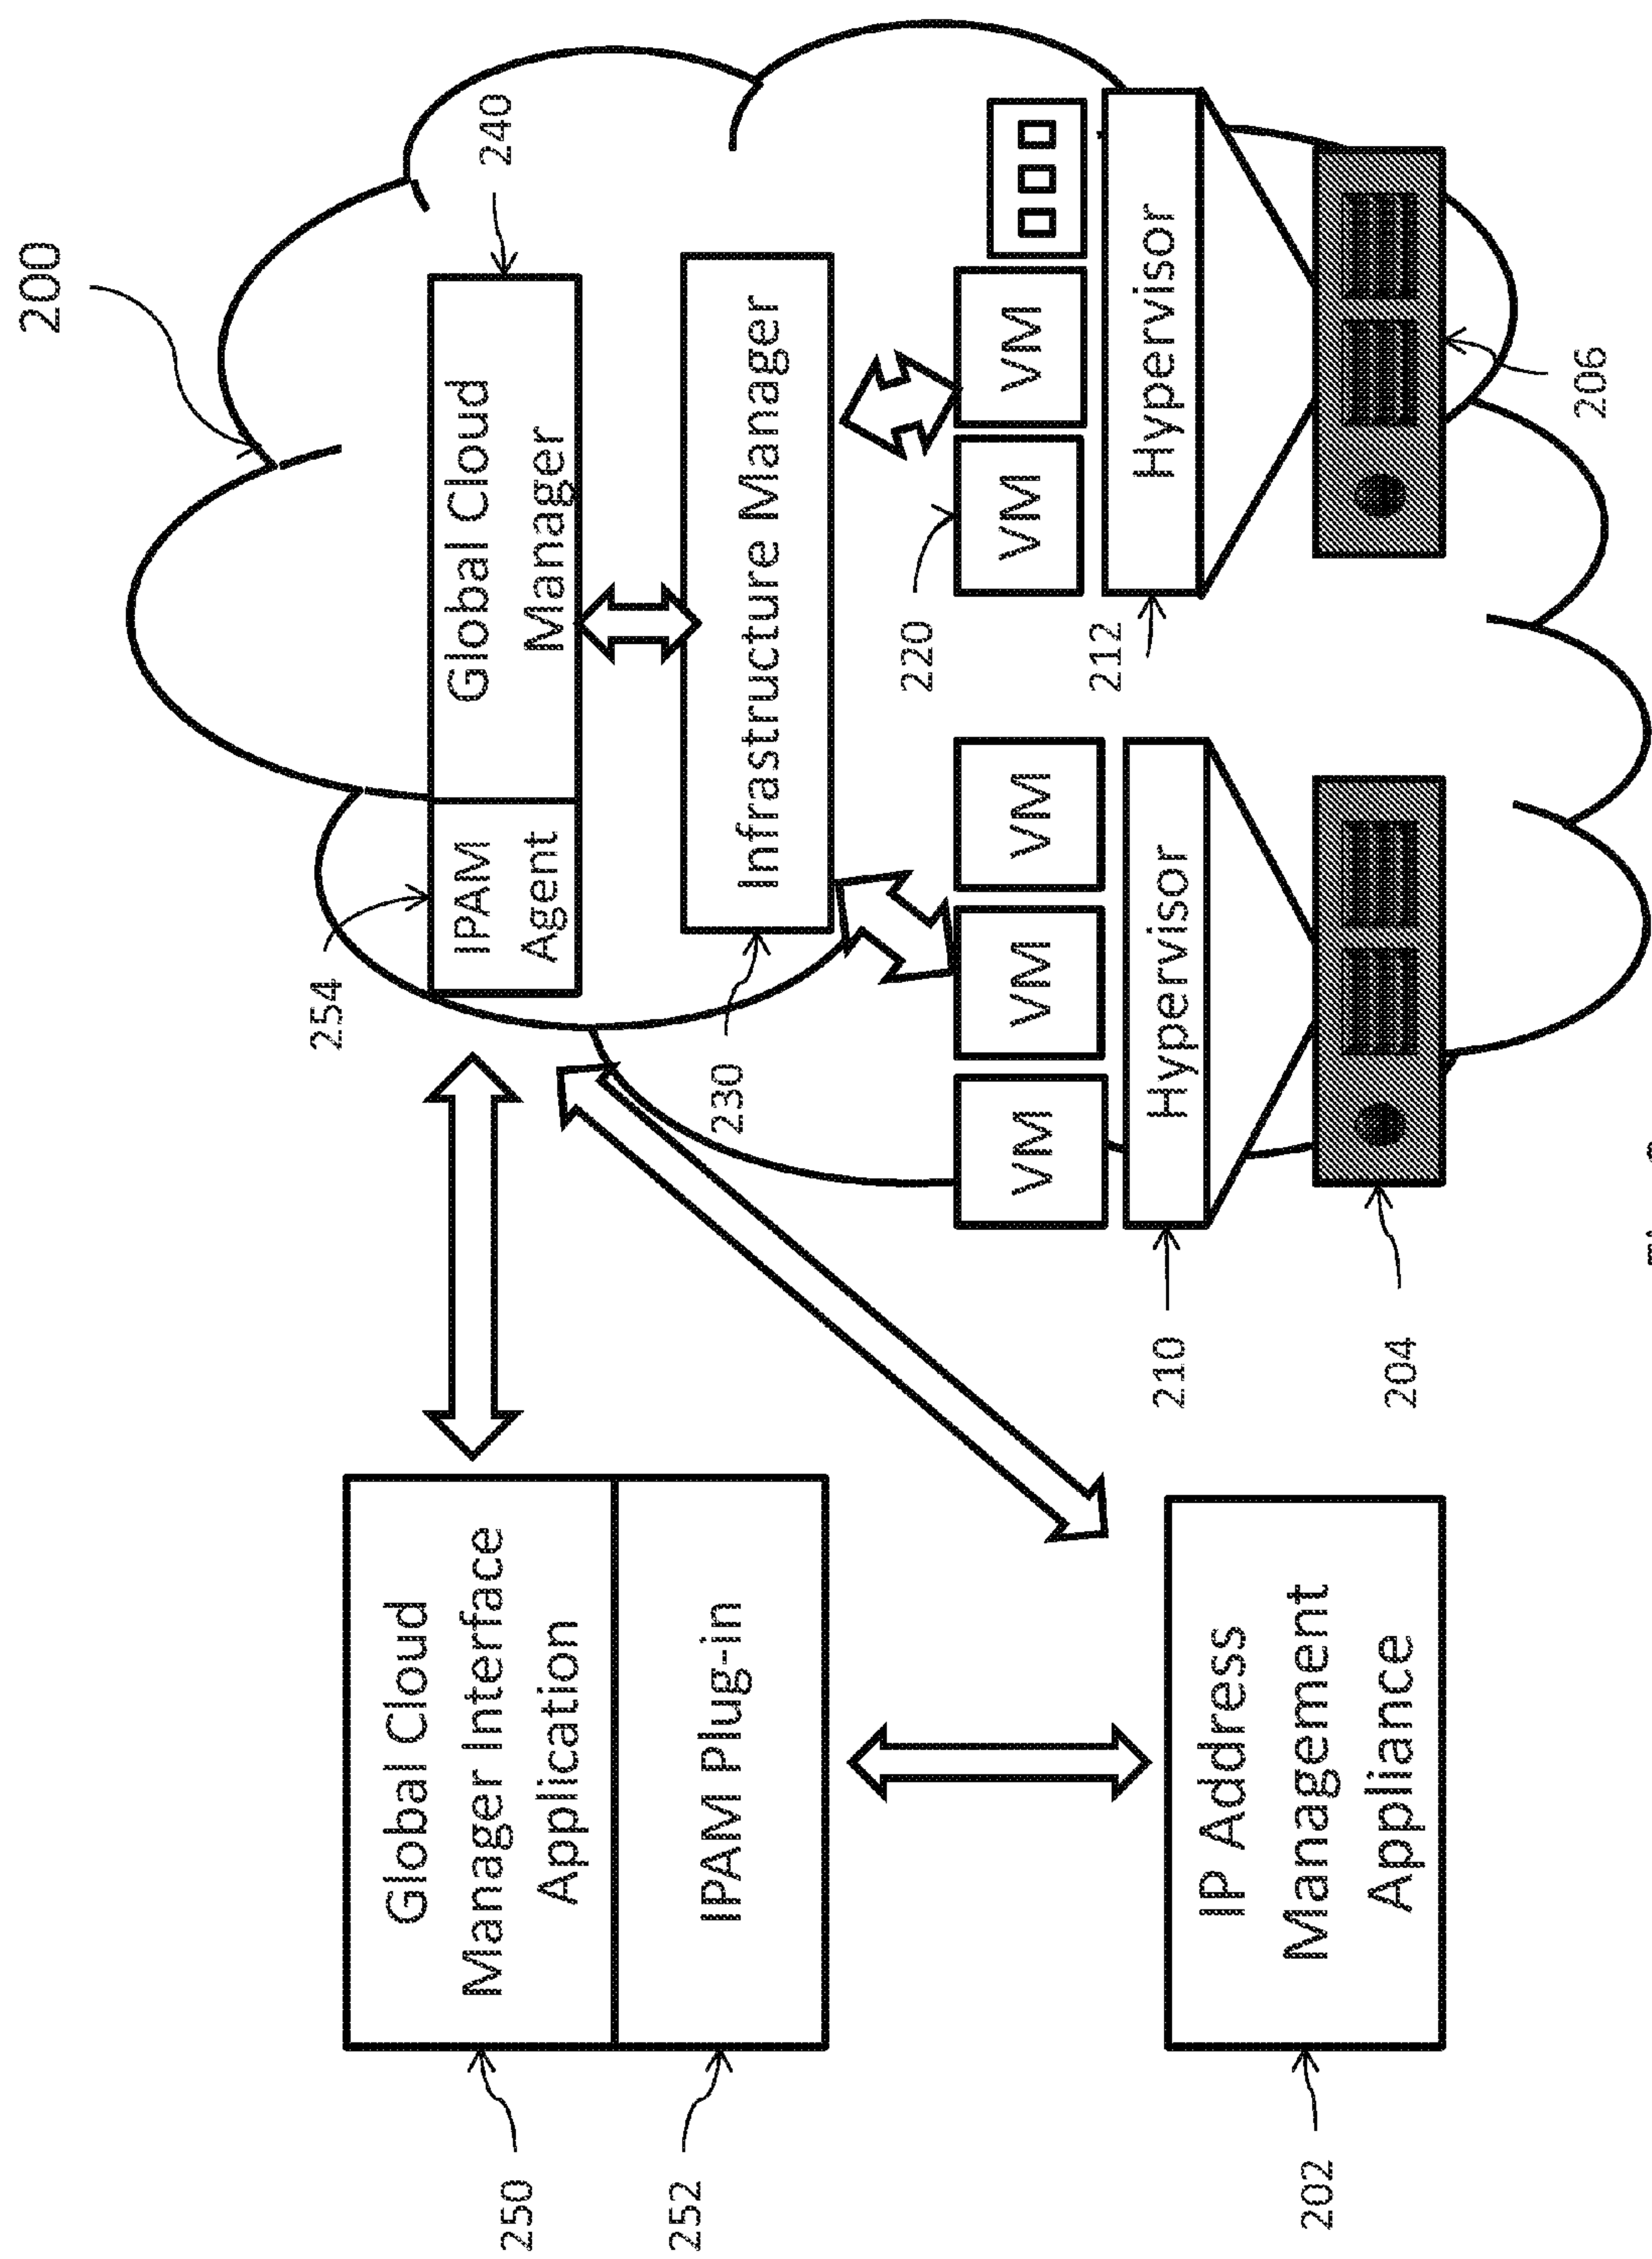 200
Global Cloud
Manager Interface
Application
250
IPAM Plug-in
252
IP Address
Management
Appliance
202
254
IPAM
Agent
Global Cloud
Manager
240
Infrastructure Manager
230
VM
VM
VM
Hypervisor
210
204
220
VM
VM
Hypervisor
212
206